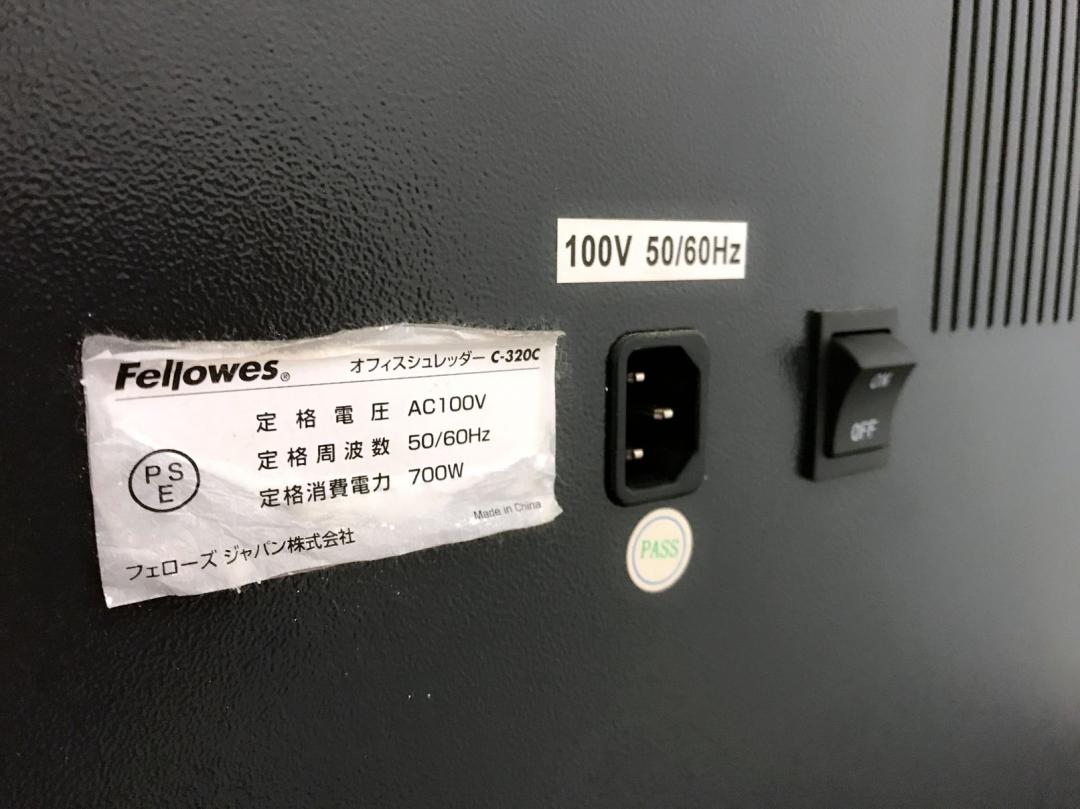 100V 50/60Hz
Fellowes®
オフィスシュレッダー C-320C
定格電圧 AC100V
定格周波数 50/60Hz
定格消費電力 700W
PS
E
Made in China
フェローズ ジャパン株式会社
ON
OFF
PASS